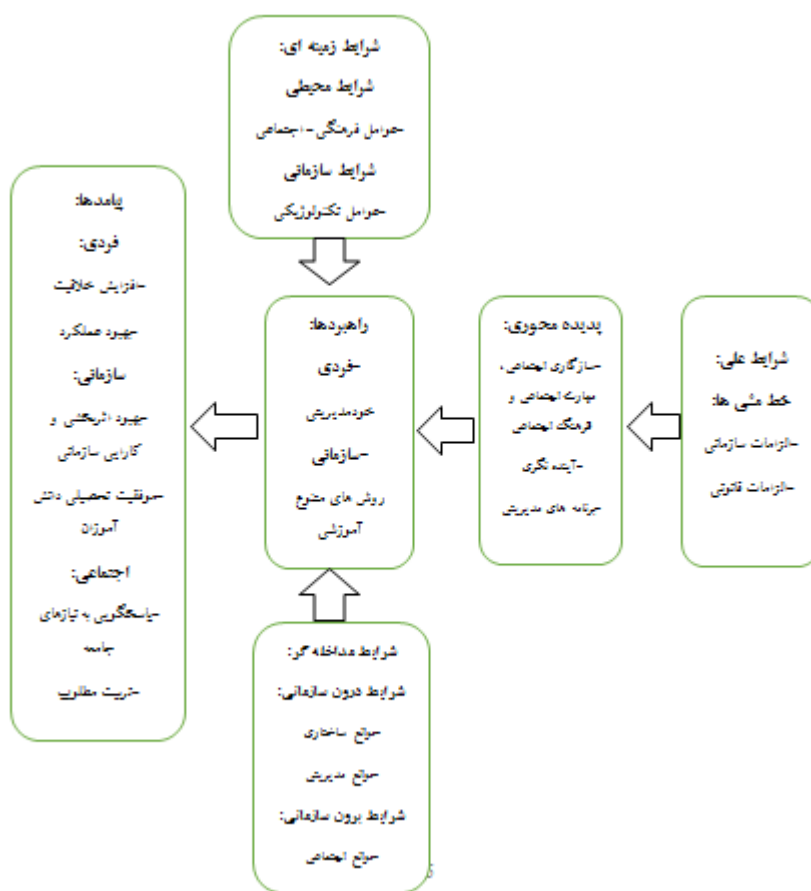 شرایط زمینه ای:
شرایط محیطی
-عوامل فرهنگی- اجتماعی
شرایط سازمانی
-عوامل تکنولوژیکی
شرایط علی:
خط مشی ها:
-الزامات سازمانی
-الزامات قانونی
پدیده محوری:
-سازگاری اجتماعی،
مهارت اجتماعی و
فرهنگ اجتماعی
-آینده نگری
-برنامه های مدیریتی
راهبردها:
-فردی
خودمدیریتی
-سازمانی
روش های متنوع
آموزشی
پیامدها:
فردی:
-افزایش خلاقیت
-بهبود عملکرد
سازمانی:
-بهبود اثربخشی و
کارایی سازمانی
-موفقیت تحصیلی دانش
آموزان
اجتماعی:
-پاسخگویی به نیازهای
جامعه
-تربیت مطلوب
شرایط مداخله گر:
شرایط درون سازمانی:
-موانع ساختاری
-موانع مدیریتی
شرایط برون سازمانی:
-موانع اجتماعی